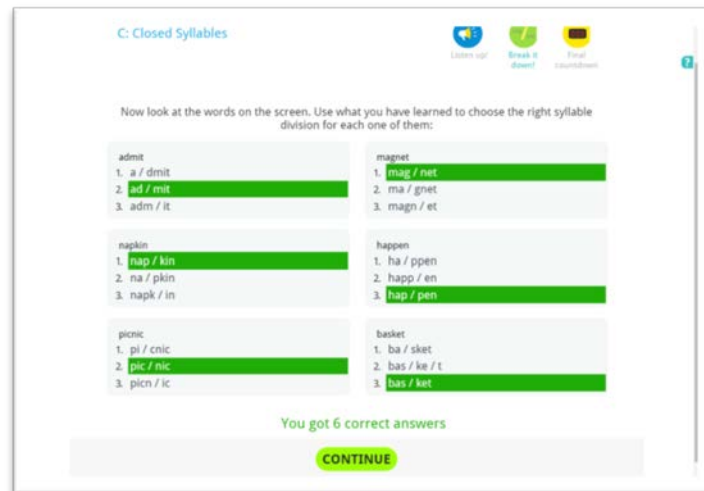 C: Closed Syllables
Listen up!
Break it
down!
Final
countdown
?
Now look at the words on the screen. Use what you have learned to choose the right syllable
division for each one of them:
admit
1. a / dmit
2. ad / mit
3. adm / it
magnet
1. mag / net
2. ma / gnet
3. magn / et
napkin
1. nap / kin
2. na / pkin
3. napk / in
happen
1. ha / ppen
2. happ / en
3. hap / pen
picnic
1. pi / cnic
2. pic / nic
3. picn / ic
basket
1. ba / sket
2. bas / ke / t
3. bas / ket
You got 6 correct answers
CONTINUE